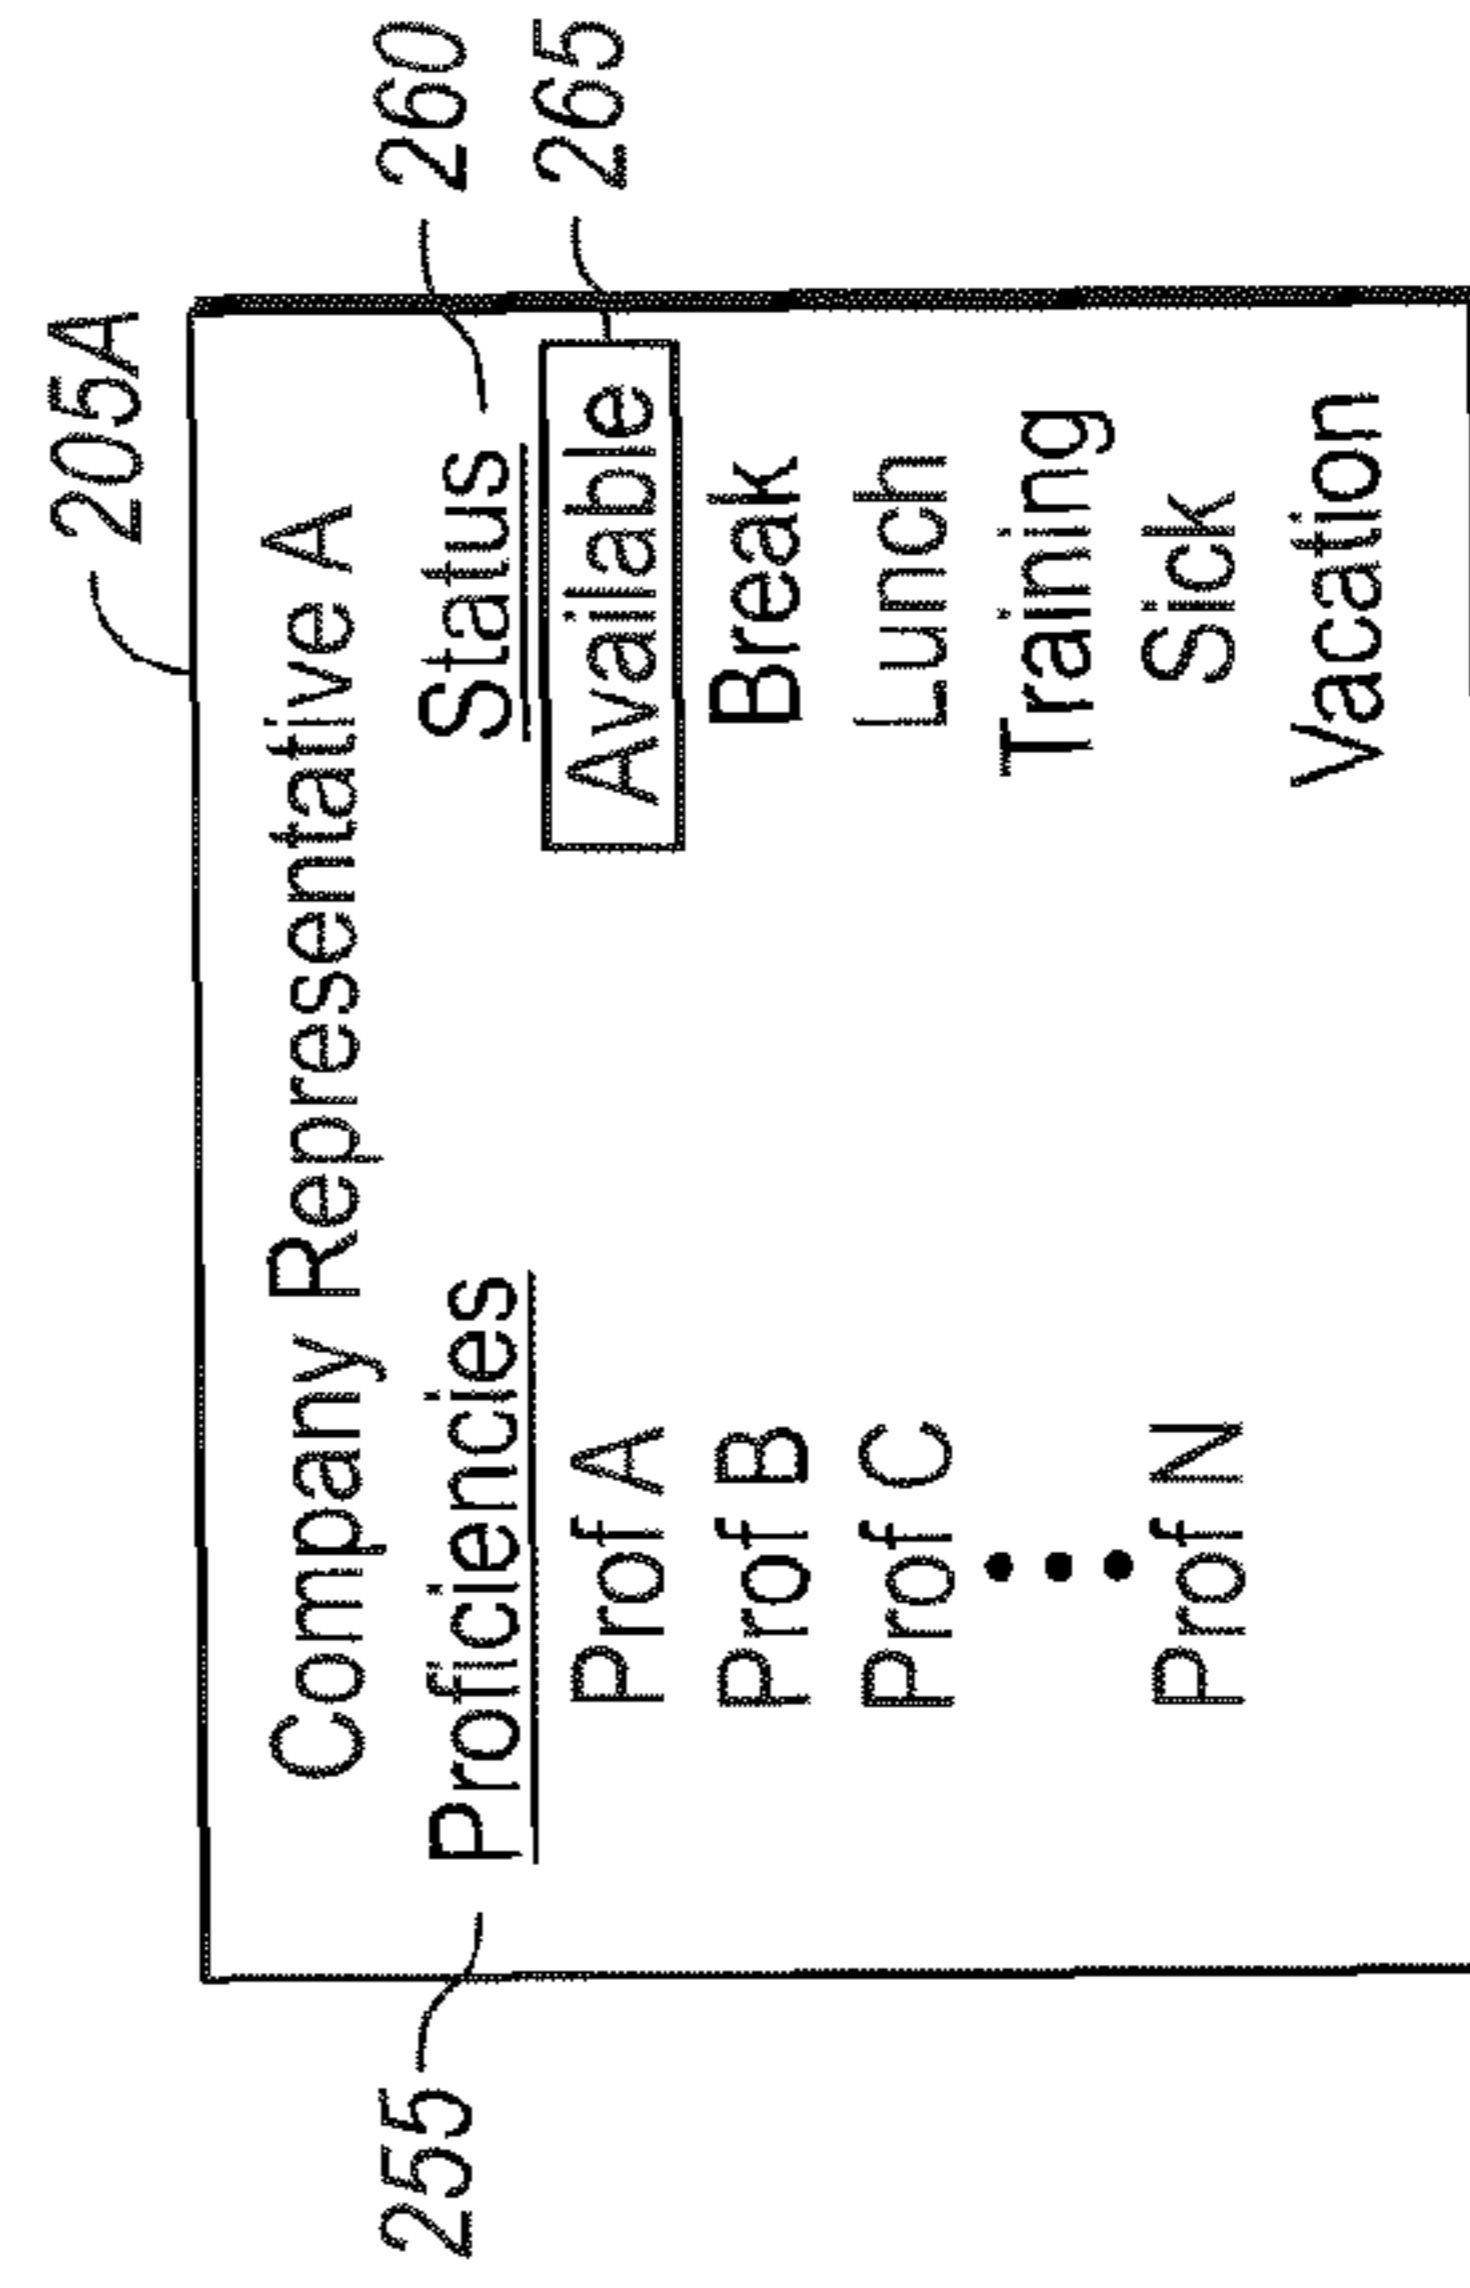 205A
Company Representative A
255 Proficiencies Status 260
Prof A Available 265
Prof B Break
Prof C Lunch
Training
Prof N Sick
Vacation